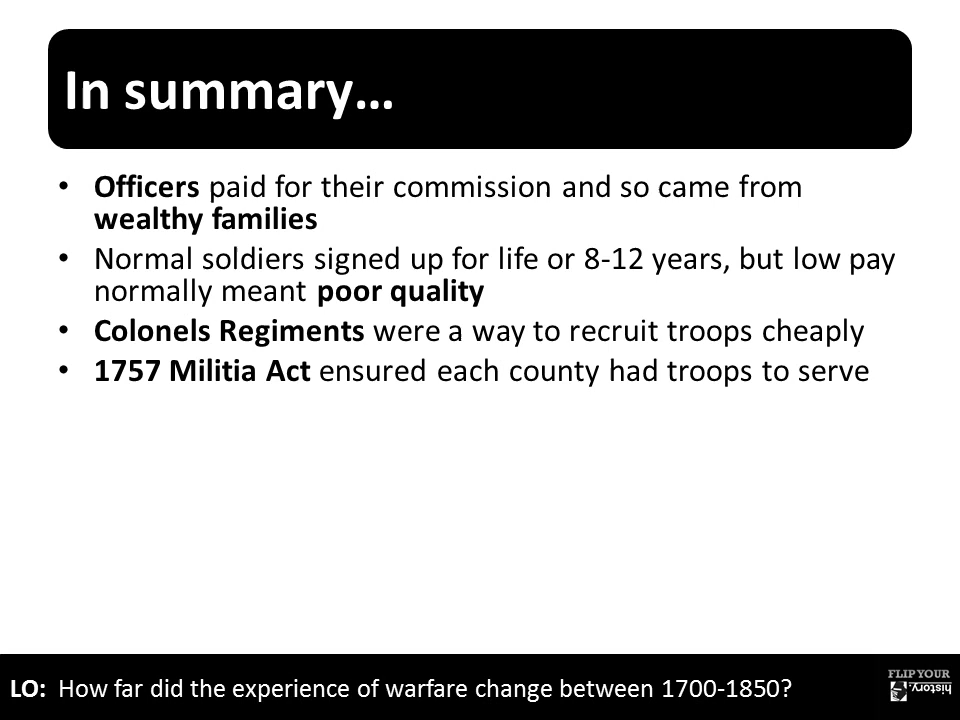 In summary…
• Officers paid for their commission and so came from
wealthy families
• Normal soldiers signed up for life or 8-12 years, but low pay
normally meant poor quality
• Colonels Regiments were a way to recruit troops cheaply
• 1757 Militia Act ensured each county had troops to serve
LO: How far did the experience of warfare change between 1700-1850?
FLIP YOUR
history.